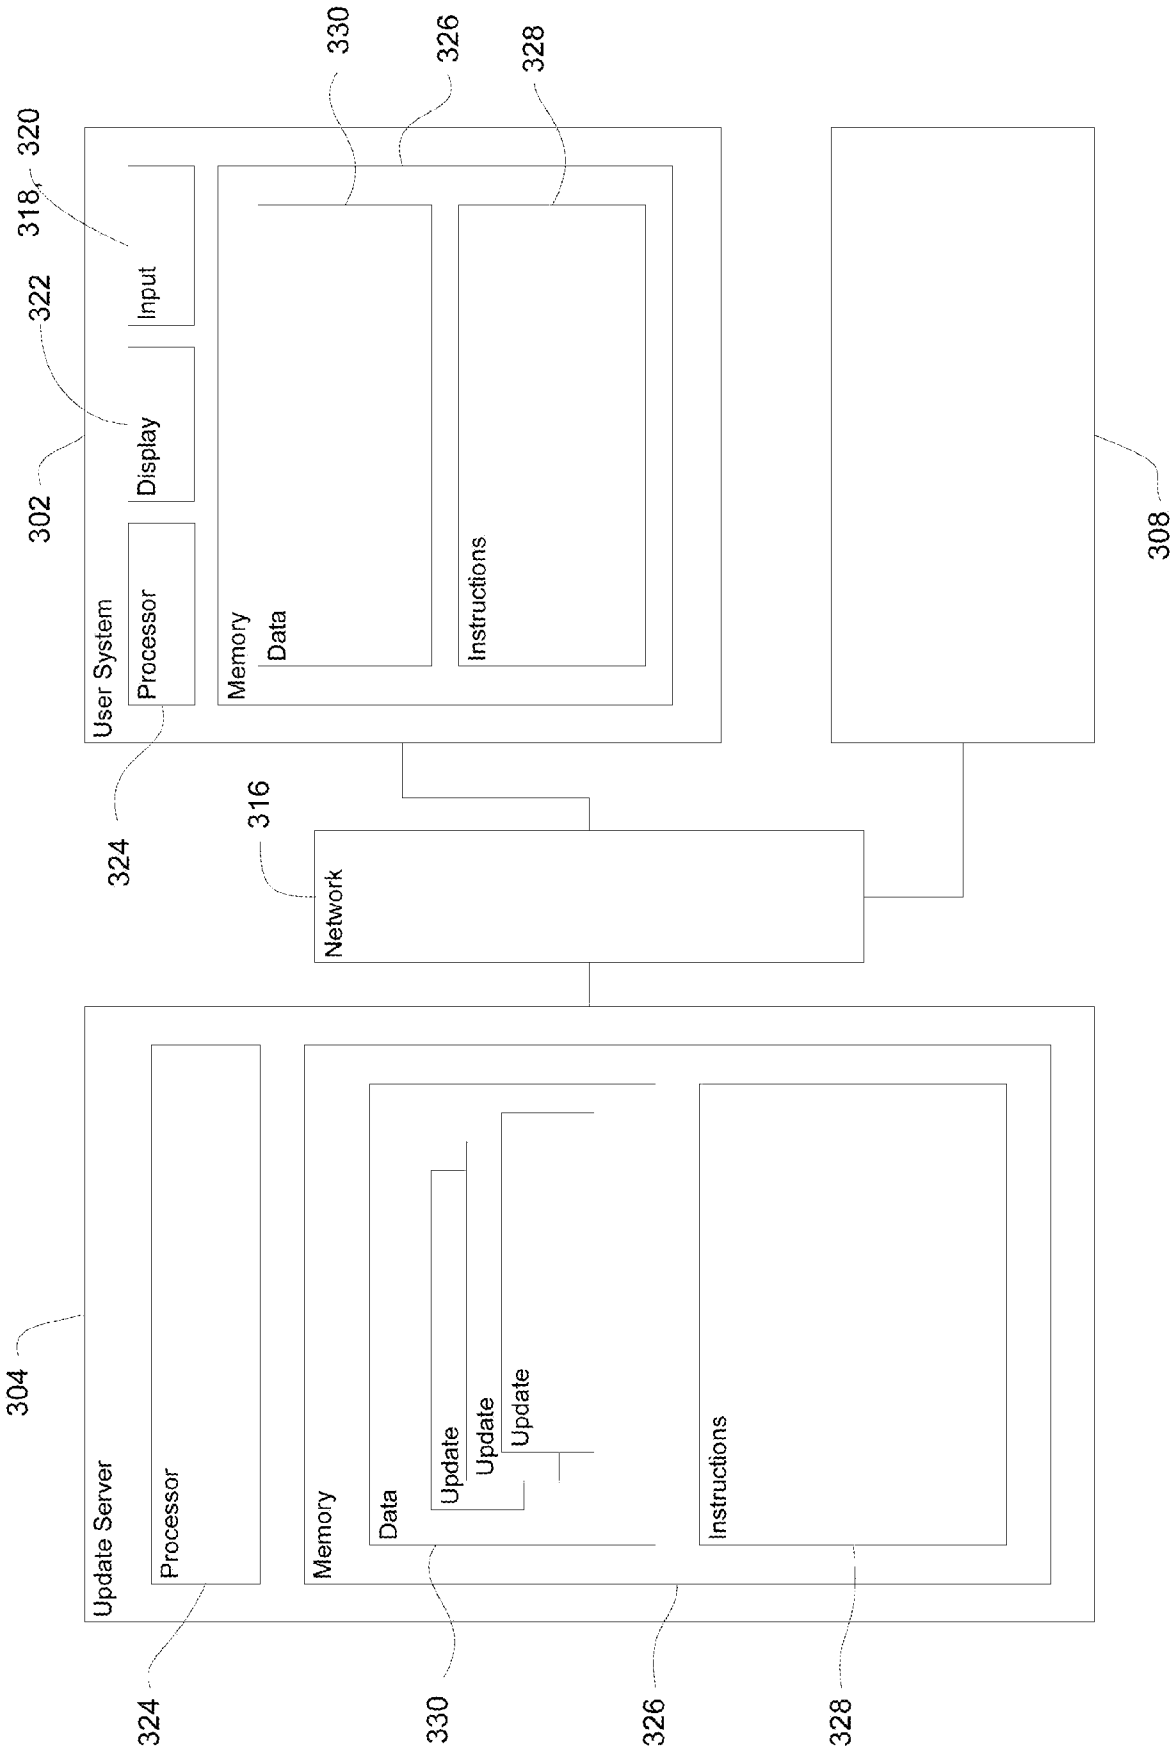 304
Update Server
324
Processor
Memory
330
Data
Update
Update
Update
326
328
Instructions
316
Network
302
User System
324
Processor
322
Display
318, 320
Input
Memory
326
330
Data
328
Instructions
308